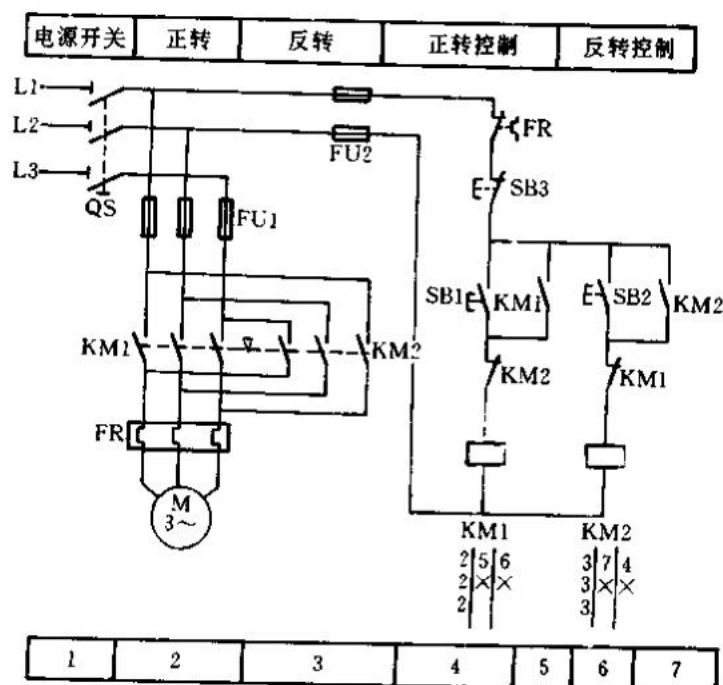 电源开关 正转 反转 正转控制 反转控制
L1
L2
L3
QS
FU2
FR
SB3
FU1
SB1 KM1 SB2 KM2
KM1 KM2
KM2 KM1
FR
M
3~
KM1 KM2
2 5 6 3 7 4
2 × × 3 × ×
2 3
1 2 3 4 5 6 7